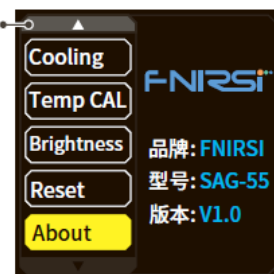 Cooling
Temp CAL
Brightness
Reset
About
FNIRSI
品牌: FNIRSI
型号: SAG-55
版本: V1.0